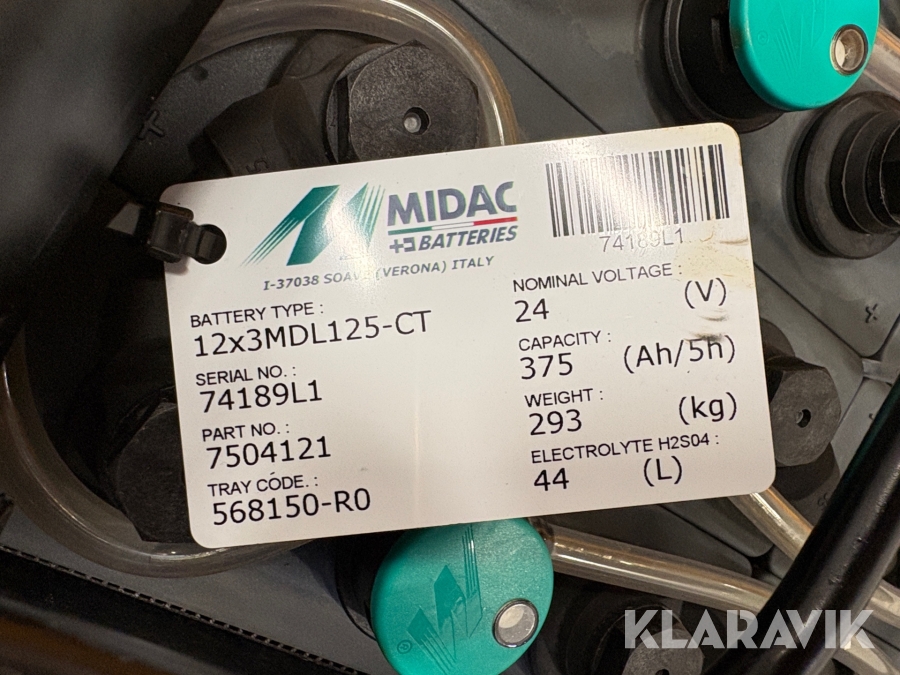 MIDAC
BATTERIES
I-37038 SOAVE (VERONA) ITALY
74189L1
BATTERY TYPE :
12x3MDL125-CT
SERIAL NO. :
74189L1
PART NO. :
7504121
TRAY CODE. :
568150-R0
NOMINAL VOLTAGE :
24 (V)
CAPACITY :
375 (Ah/5h)
WEIGHT :
293 (kg)
ELECTROLYTE H2S04 :
44 (L)
KLARAVIK